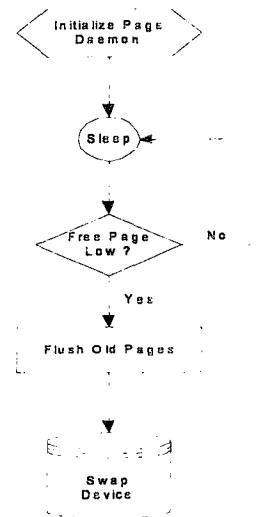 Initialize Page
Daemon
Sleep
Free Page
Low ?
No
Yes
Flush Old Pages
Swap
Device